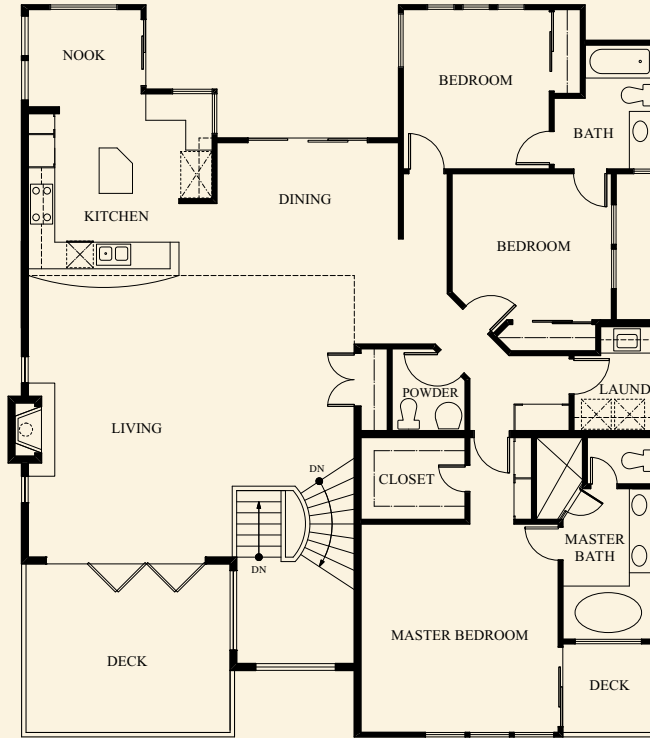 NOOK
BEDROOM
BATH
DINING
KITCHEN
BEDROOM
POWDER
LAUND
LIVING
DN
CLOSET
DN
MASTER
BATH
MASTER BEDROOM
DECK
DECK